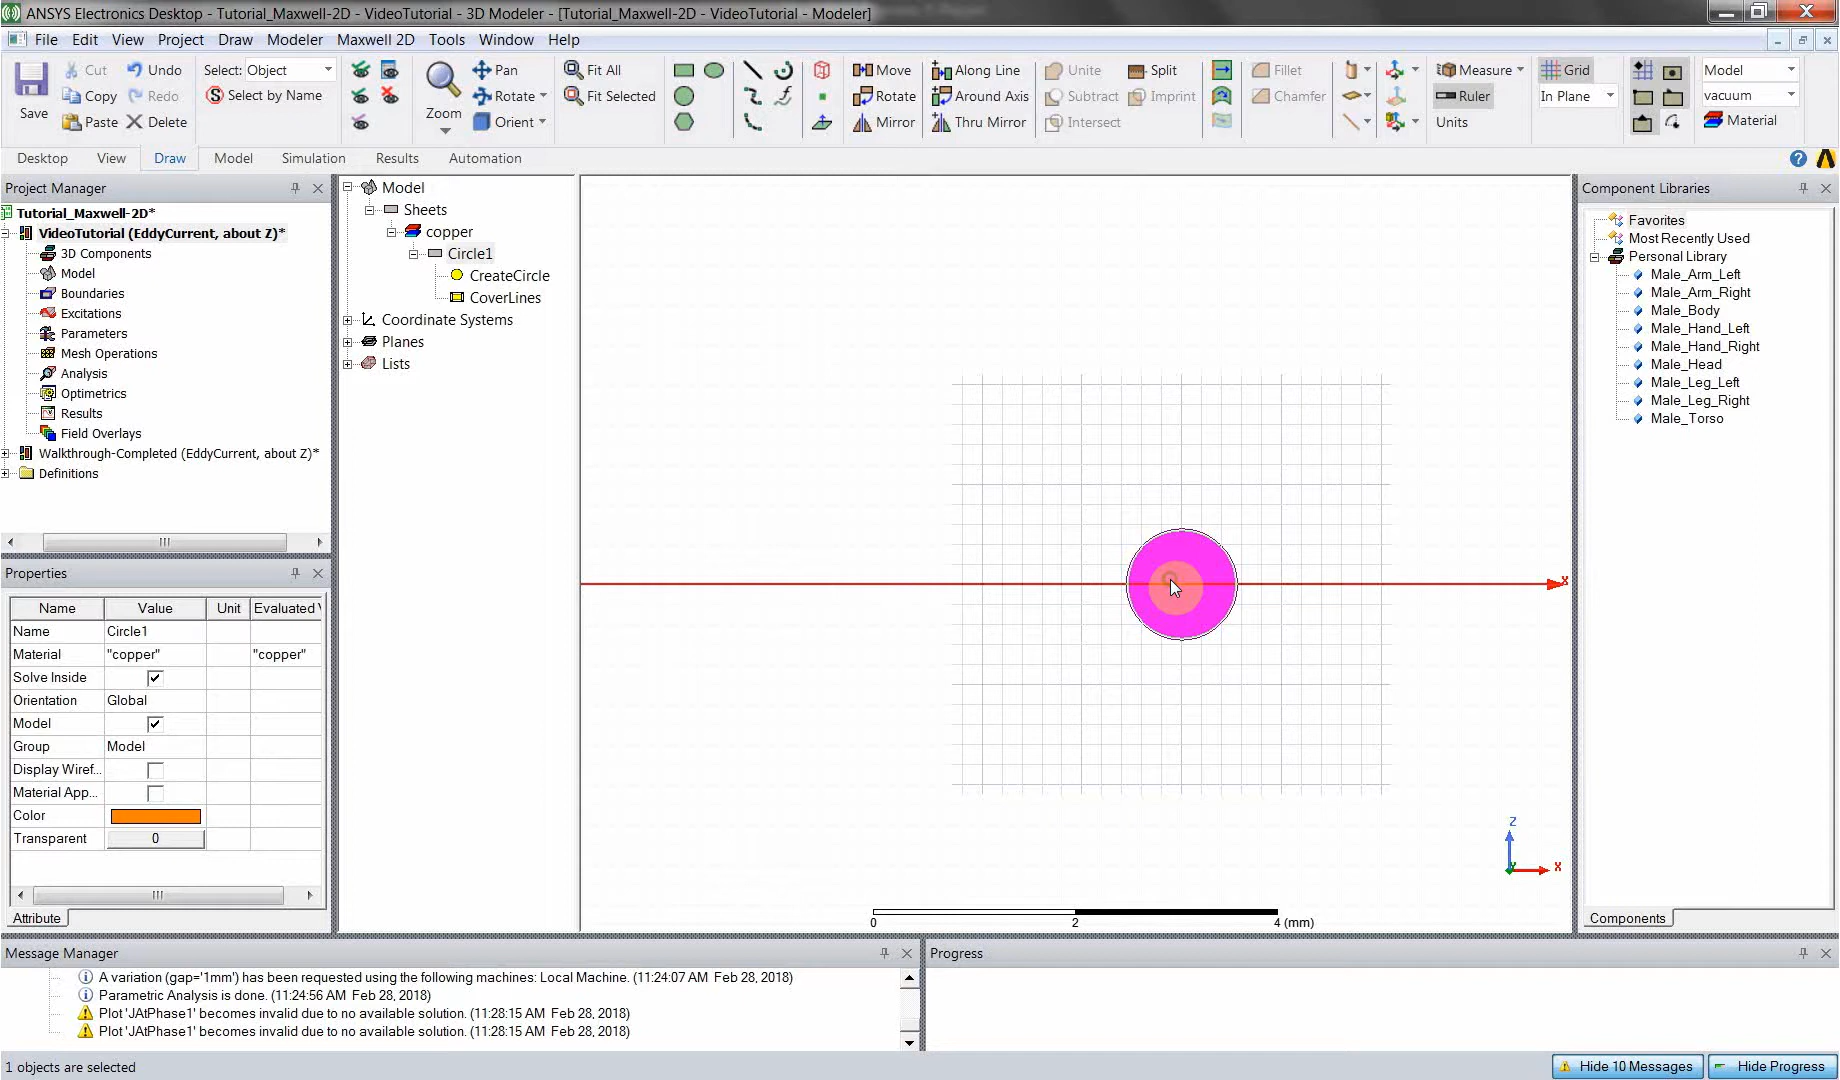 ANSYS Electronics Desktop - Tutorial_Maxwell-2D - VideoTutorial - 3D Modeler - [Tutorial_Maxwell-2D - VideoTutorial - Modeler]
File Edit View Project Draw Modeler Maxwell 2D Tools Window Help
Save
Cut
Copy
Paste
Undo
Redo
Delete
Select: Object
Select by Name
Zoom
Pan
Rotate
Orient
Fit All
Fit Selected
Move
Rotate
Mirror
Along Line
Around Axis
Thru Mirror
Unite
Subtract
Intersect
Split
Imprint
Fillet
Chamfer
Measure
Ruler
Units
Grid
In Plane
Model
vacuum
Material
Desktop View Draw Model Simulation Results Automation
Project Manager
Tutorial_Maxwell-2D*
VideoTutorial (EddyCurrent, about Z)*
3D Components
Model
Boundaries
Excitations
Parameters
Mesh Operations
Analysis
Optimetrics
Results
Field Overlays
Walkthrough-Completed (EddyCurrent, about Z)*
Definitions
Properties
Name Value Unit Evaluated V
Name Circle1
Material "copper" "copper"
Solve Inside
Orientation Global
Model
Group Model
Display Wiref...
Material App...
Color
Transparent 0
Attribute
Model
Sheets
copper
Circle1
CreateCircle
CoverLines
Coordinate Systems
Planes
Lists
X
Z
Y X
0 2 4 (mm)
Component Libraries
Favorites
Most Recently Used
Personal Library
Male_Arm_Left
Male_Arm_Right
Male_Body
Male_Hand_Left
Male_Hand_Right
Male_Head
Male_Leg_Left
Male_Leg_Right
Male_Torso
Components
Message Manager
A variation (gap='1mm') has been requested using the following machines: Local Machine. (11:24:07 AM Feb 28, 2018)
Parametric Analysis is done. (11:24:56 AM Feb 28, 2018)
Plot 'JAtPhase1' becomes invalid due to no available solution. (11:28:15 AM Feb 28, 2018)
Plot 'JAtPhase1' becomes invalid due to no available solution. (11:28:15 AM Feb 28, 2018)
Progress
1 objects are selected
Hide 10 Messages
Hide Progress